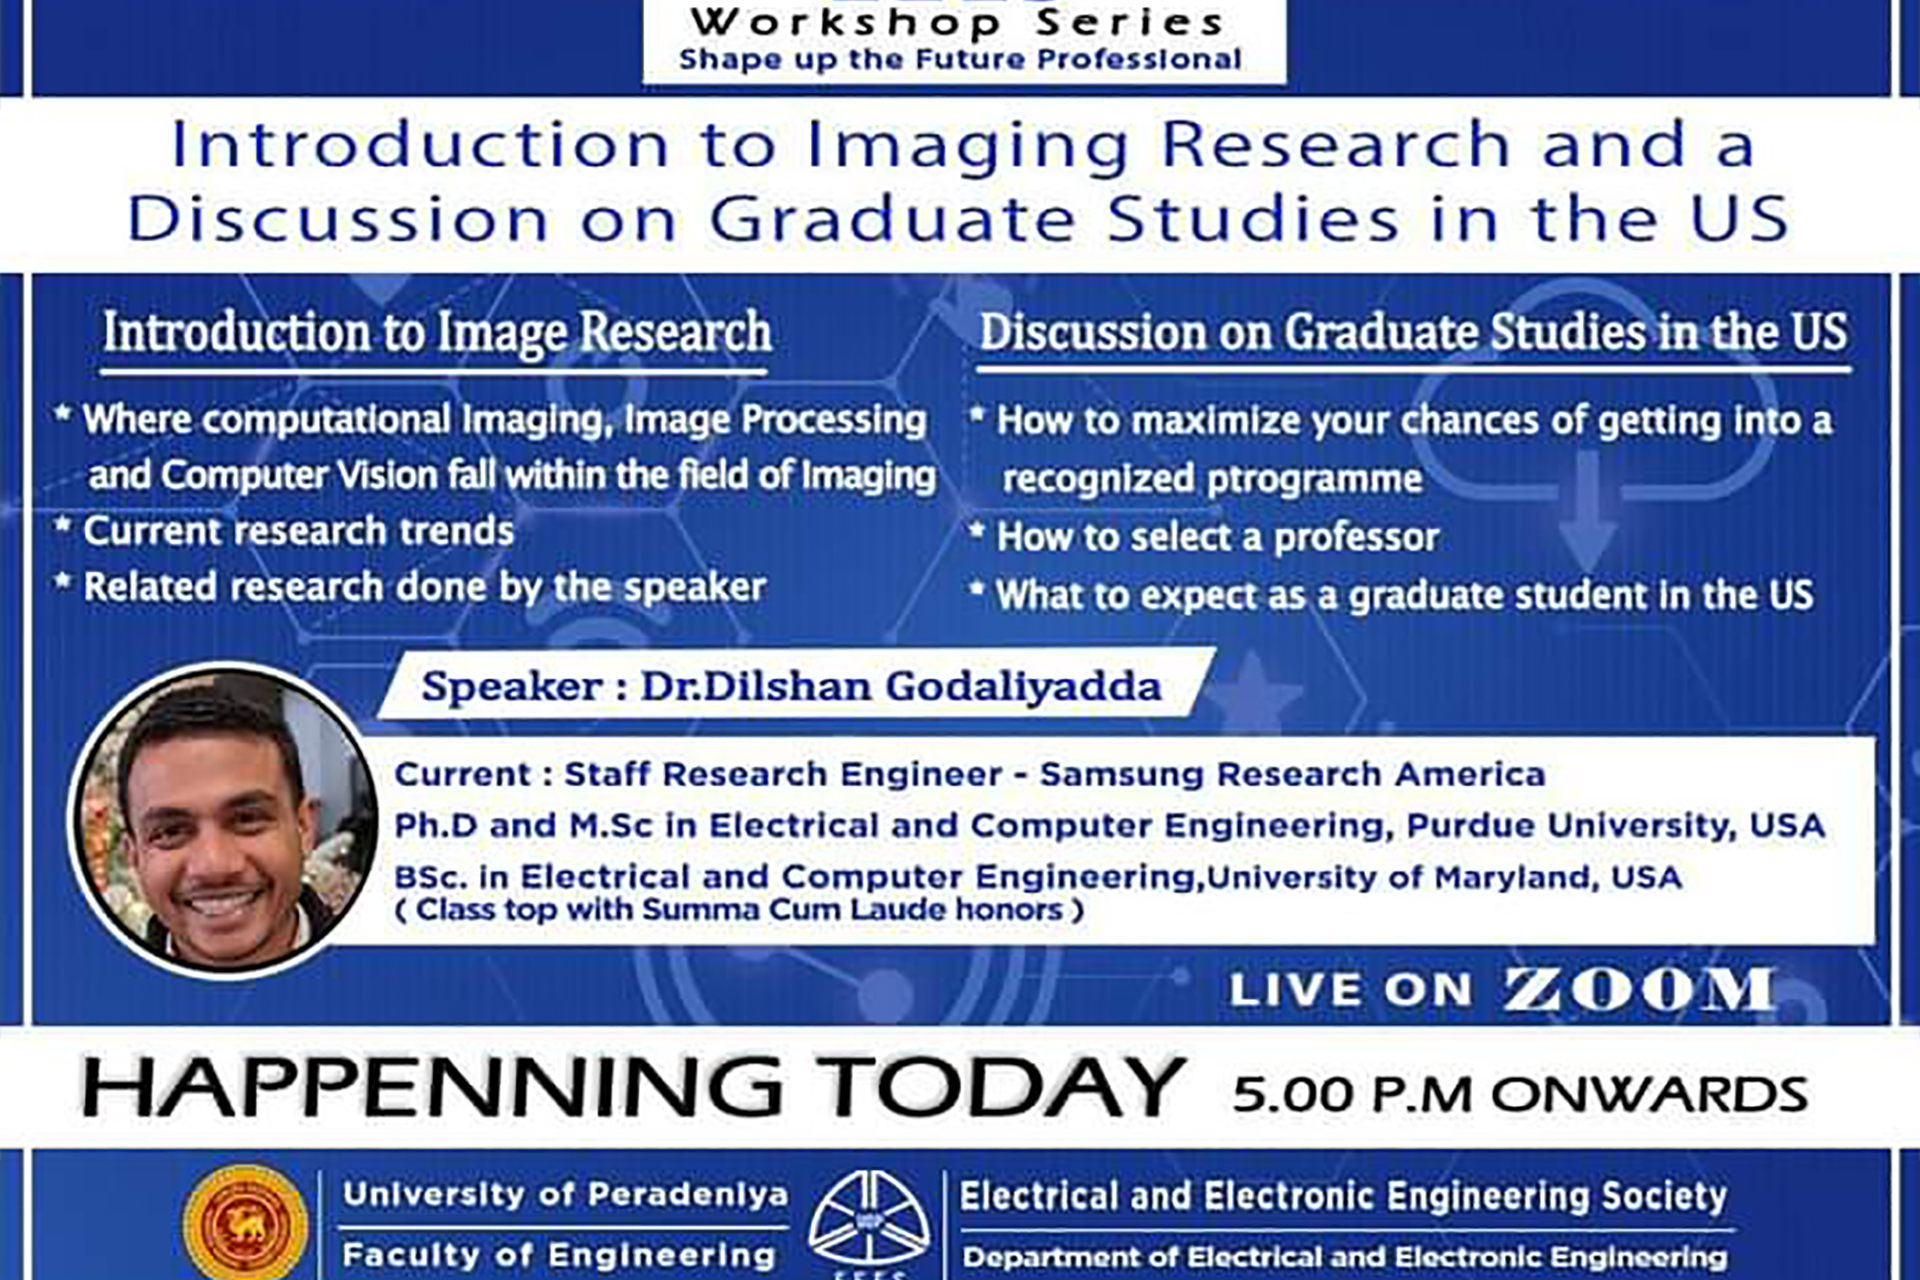 Workshop Series
Shape up the Future Professional
Introduction to Imaging Research and a
Discussion on Graduate Studies in the US
Introduction to Image Research
* Where computational Imaging, Image Processing
and Computer Vision fall within the field of Imaging
* Current research trends
* Related research done by the speaker
Discussion on Graduate Studies in the US
* How to maximize your chances of getting into a
recognized ptrogramme
* How to select a professor
* What to expect as a graduate student in the US
Speaker : Dr.Dilshan Godaliyadda
Current : Staff Research Engineer - Samsung Research America
Ph.D and M.Sc in Electrical and Computer Engineering, Purdue University, USA
BSc. in Electrical and Computer Engineering,University of Maryland, USA
( Class top with Summa Cum Laude honors )
LIVE ON ZOOM
HAPPENNING TODAY 5.00 P.M ONWARDS
University of Peradeniya
Faculty of Engineering
Electrical and Electronic Engineering Society
Department of Electrical and Electronic Engineering